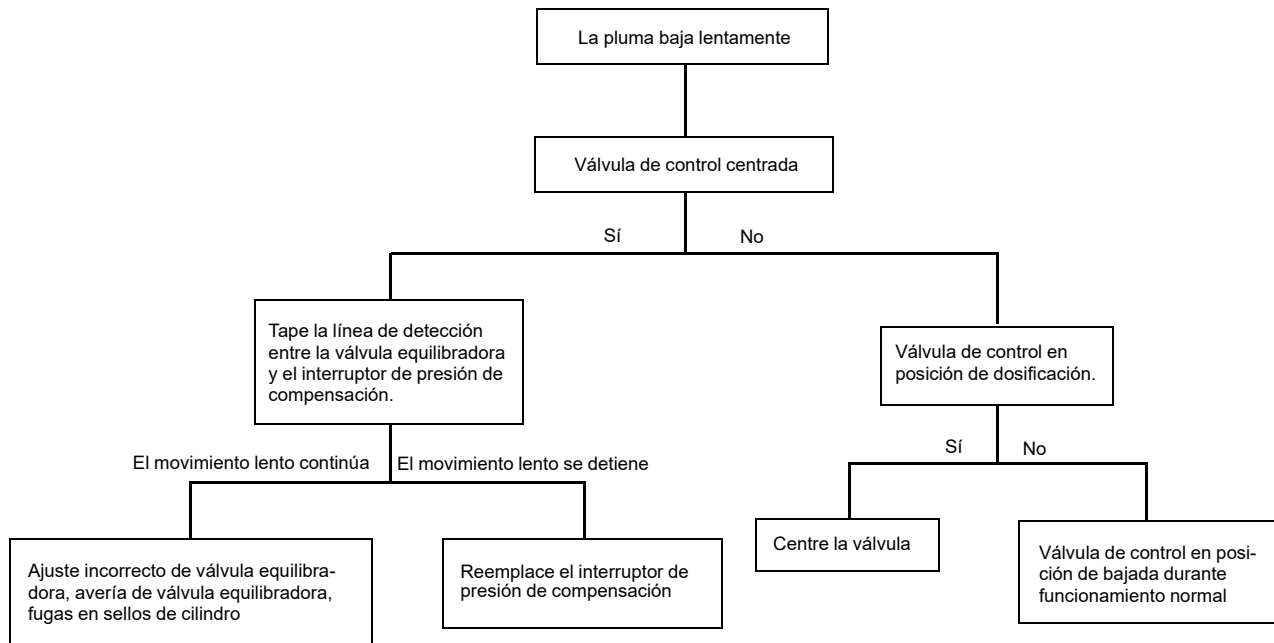 La pluma baja lentamente
Válvula de control centrada
Sí
No
Tape la línea de detección
entre la válvula equilibradora
y el interruptor de presión de
compensación.
Válvula de control en
posición de dosificación.
El movimiento lento continúa
El movimiento lento se detiene
Sí
No
Ajuste incorrecto de válvula equilibra-
dora, avería de válvula equilibradora,
fugas en sellos de cilindro
Reemplace el interruptor de
presión de compensación
Centre la válvula
Válvula de control en posi-
ción de bajada durante
funcionamiento normal